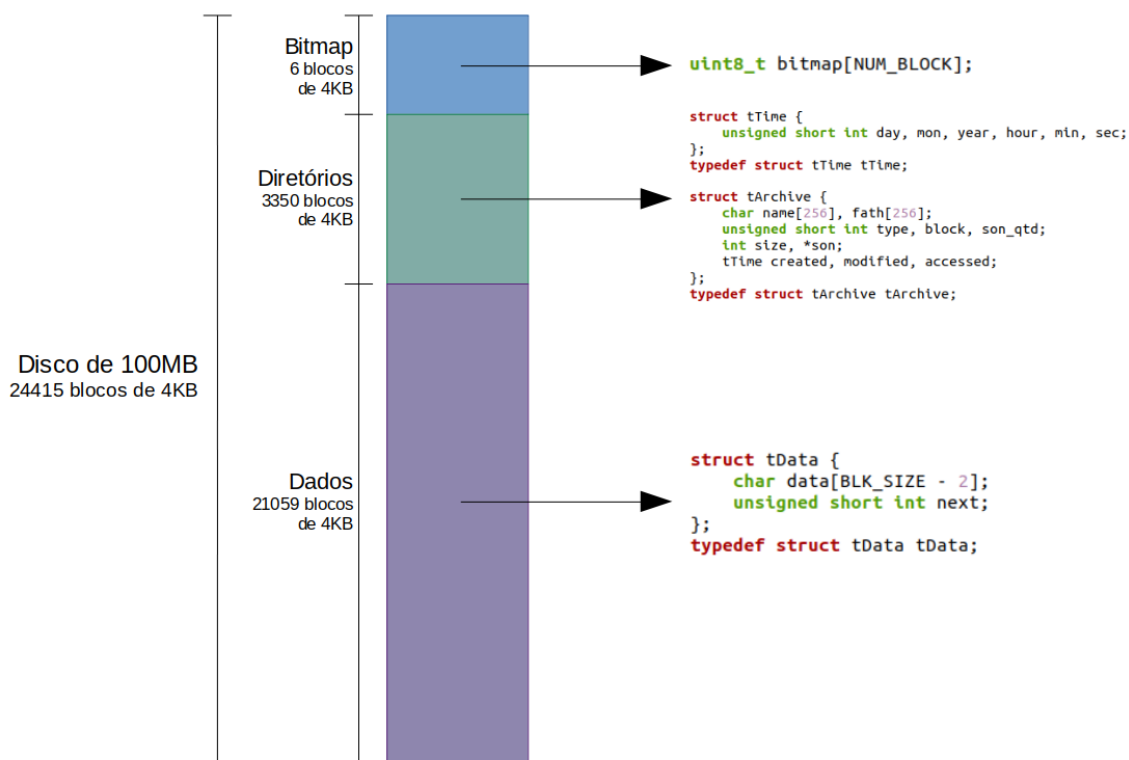 Bitmap
6 blocos
de 4KB
uint8_t bitmap[NUM_BLOCK];
Diretórios
3350 blocos
de 4KB
struct tTime {
    unsigned short int day, mon, year, hour, min, sec;
};
typedef struct tTime tTime;
struct tArchive {
    char name[256], fath[256];
    unsigned short int type, block, son_qtd;
    int size, *son;
    tTime created, modified, accessed;
};
typedef struct tArchive tArchive;
Disco de 100MB
24415 blocos de 4KB
Dados
21059 blocos
de 4KB
struct tData {
    char data[BLK_SIZE - 2];
    unsigned short int next;
};
typedef struct tData tData;